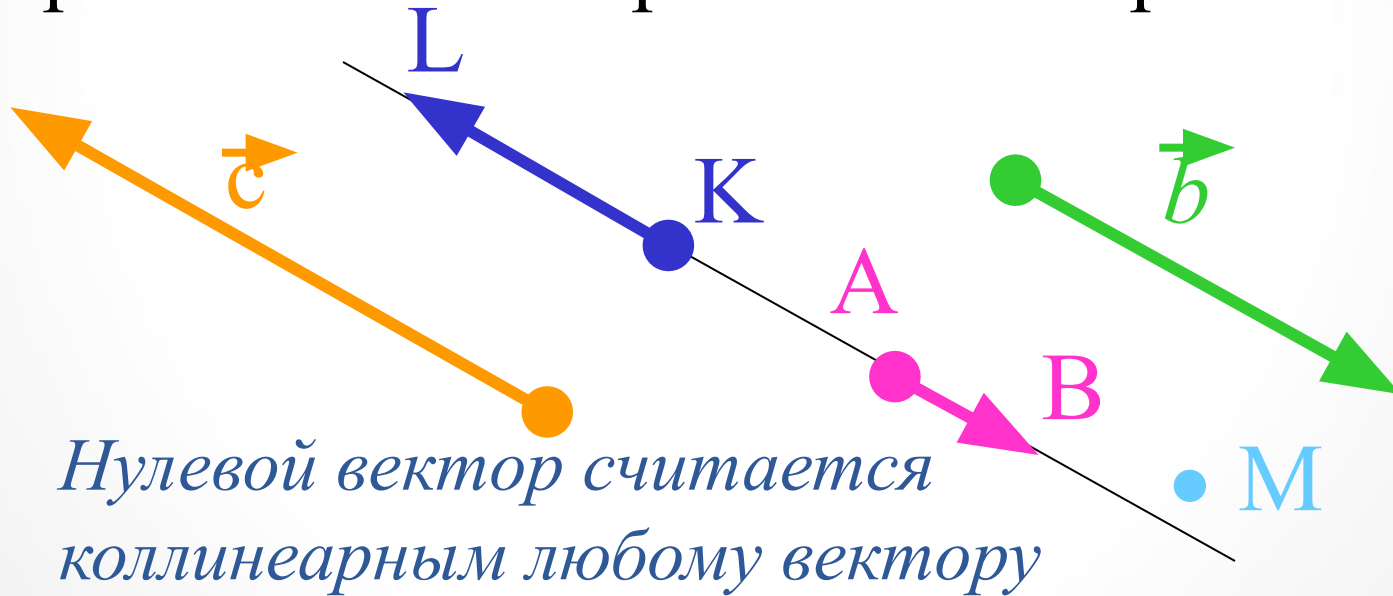 L
c
K
b
A
B
M
Нулевой вектор считается
коллинеарным любому вектору